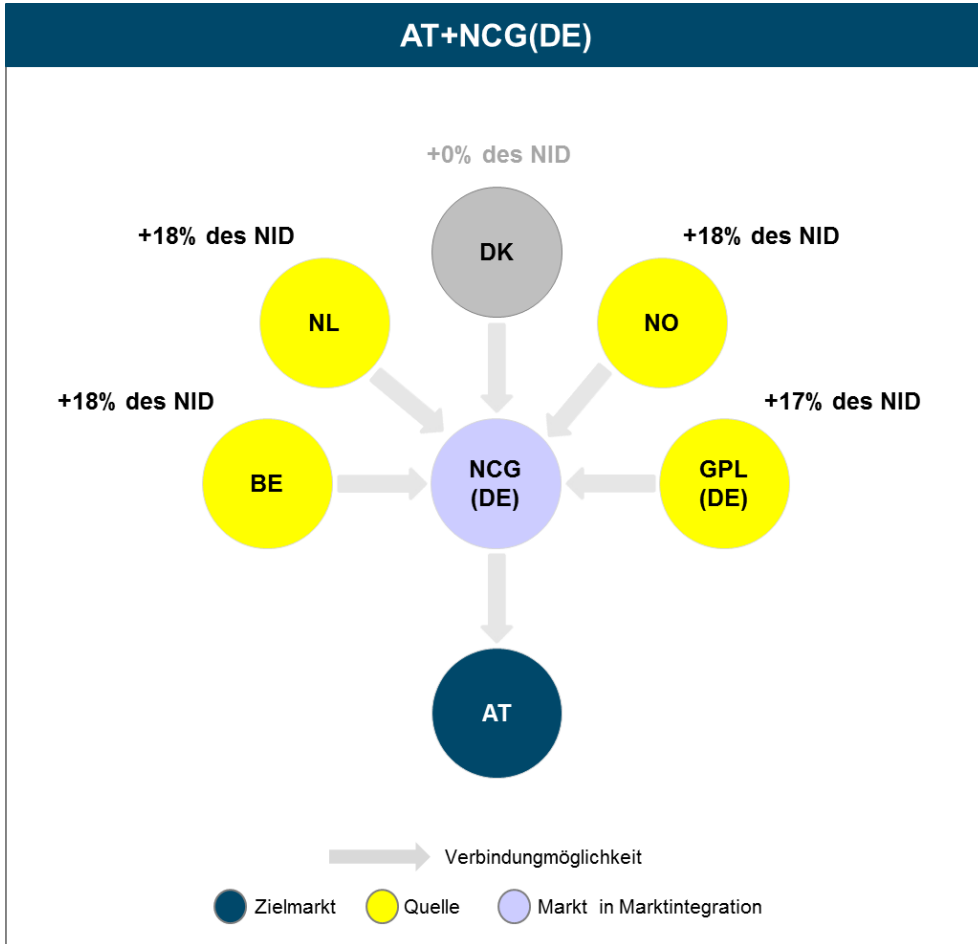 AT+NCG(DE)
+0% des NID
+18% des NID
+18% des NID
DK
NL
NO
+18% des NID
+17% des NID
BE
NCG
(DE)
GPL
(DE)
AT
Verbindungmöglichkeit
Zielmarkt
Quelle
Markt in Marktintegration